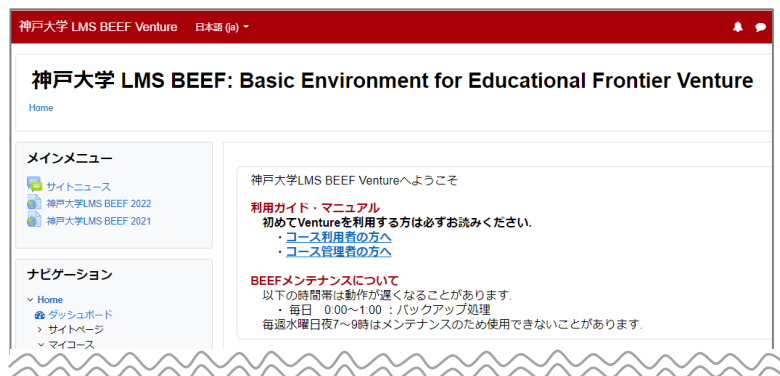 神戸大学 LMS BEEF Venture 日本語 (ja)
神戸大学 LMS BEEF: Basic Environment for Educational Frontier Venture
Home
メインメニュー
サイトニュース
神戸大学LMS BEEF 2022
神戸大学LMS BEEF 2021
ナビゲーション
Home
ダッシュボード
サイトページ
マイコース
神戸大学LMS BEEF Ventureへようこそ
利用ガイド・マニュアル
初めてVentureを利用する方は必ずお読みください.
・コース利用者の方へ
・コース管理者の方へ
BEEFメンテナンスについて
以下の時間帯は動作が遅くなることがあります.
・毎日 0:00～1:00 ：バックアップ処理
毎週水曜日夜7～9時はメンテナンスのため使用できないことがあります.